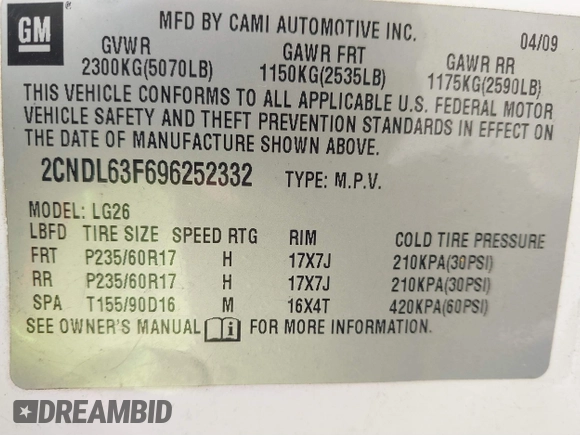 GM
MFD BY CAMI AUTOMOTIVE INC.
04/09
GVWR GAWR FRT GAWR RR
2300KG(5070LB) 1150KG(2535LB) 1175KG(2590LB)
THIS VEHICLE CONFORMS TO ALL APPLICABLE U.S. FEDERAL MOTOR
VEHICLE SAFETY AND THEFT PREVENTION STANDARDS IN EFFECT ON
THE DATE OF MANUFACTURE SHOWN ABOVE.
2CNDL63F696252332 TYPE: M.P.V.
MODEL: LG26
LBFD TIRE SIZE SPEED RTG RIM COLD TIRE PRESSURE
FRT P235/60R17 H 17X7J 210KPA(30PSI)
RR P235/60R17 H 17X7J 210KPA(30PSI)
SPA T155/90D16 M 16X4T 420KPA(60PSI)
SEE OWNER'S MANUAL i FOR MORE INFORMATION.
DREAMBID